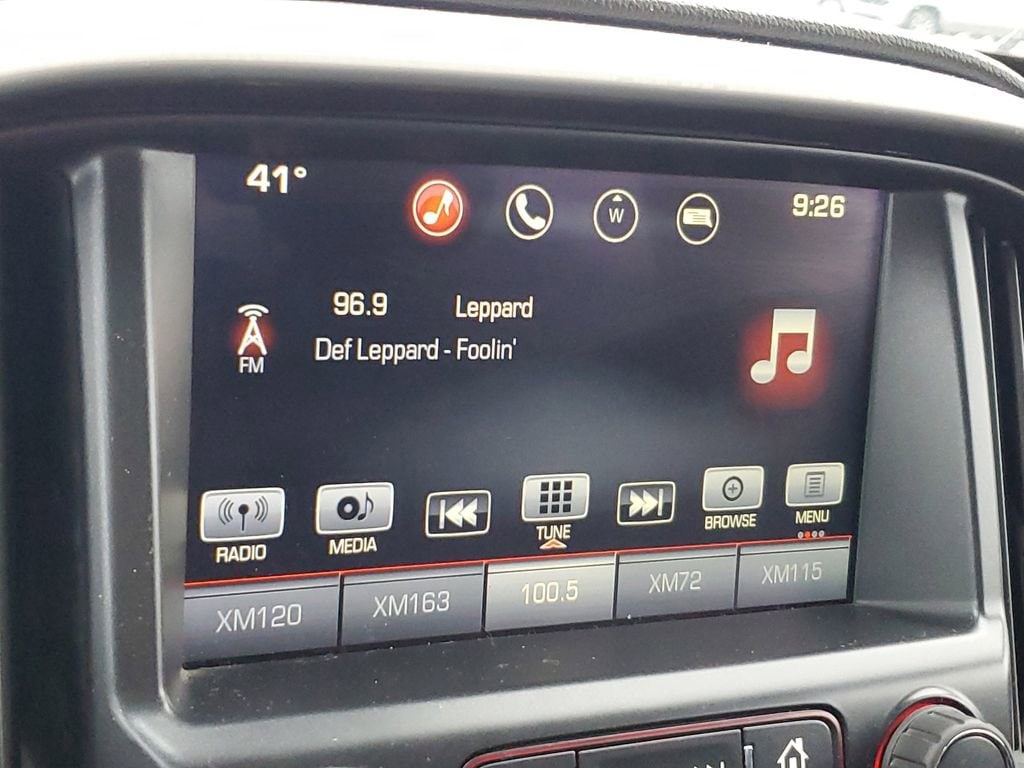 41° W 9:26
96.9 Leppard
FM Def Leppard - Foolin'
RADIO MEDIA TUNE BROWSE MENU
XM120 XM163 100.5 XM72 XM115